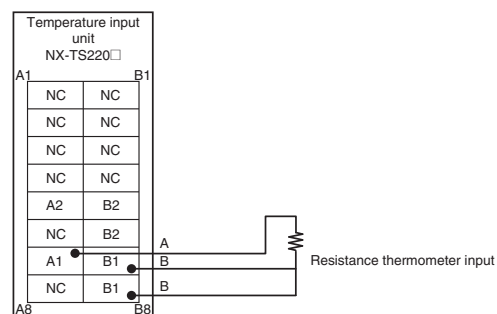 Temperature input
unit
NX-TS220□
A1 B1
NC NC
NC NC
NC NC
NC NC
A2 B2
NC B2
A
A1 B1 B
Resistance thermometer input
NC B1 B
A8 B8